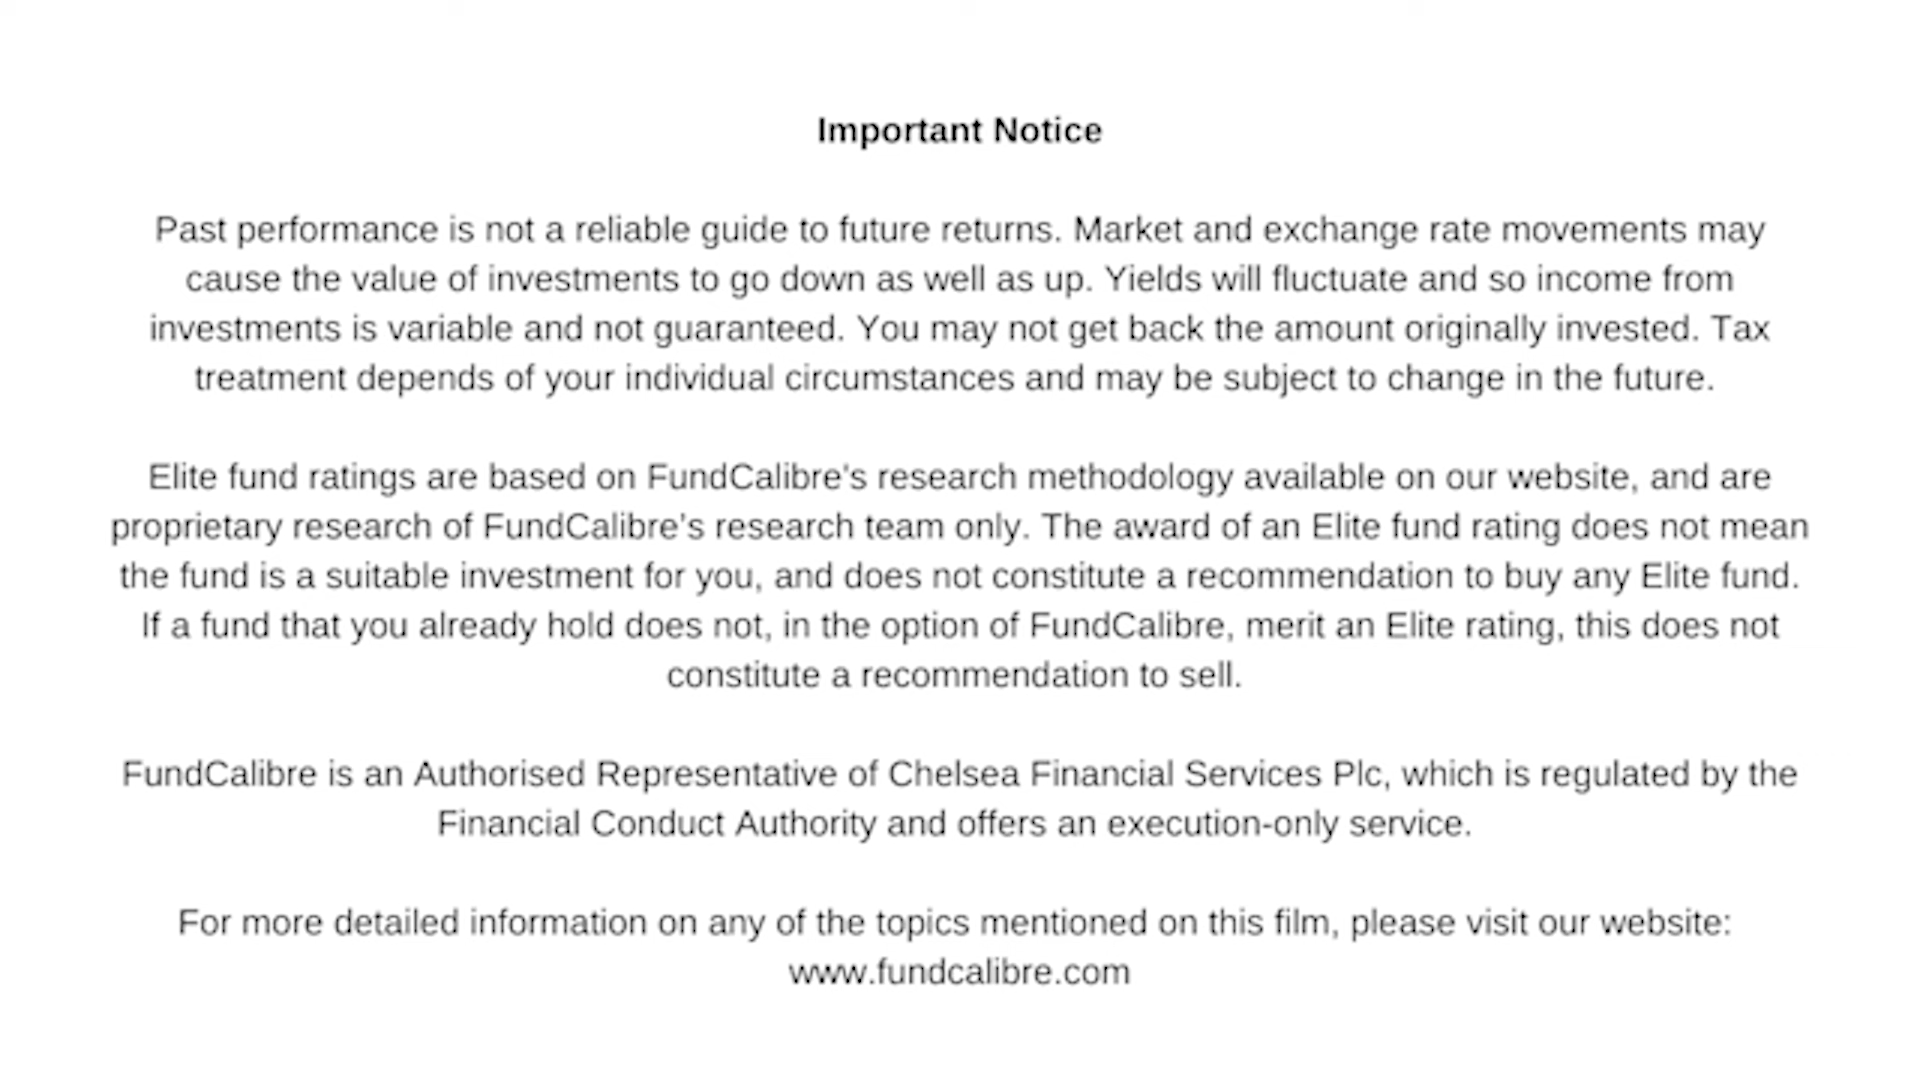 Important Notice
Past performance is not a reliable guide to future returns. Market and exchange rate movements may
cause the value of investments to go down as well as up. Yields will fluctuate and so income from
investments is variable and not guaranteed. You may not get back the amount originally invested. Tax
treatment depends of your individual circumstances and may be subject to change in the future.
Elite fund ratings are based on FundCalibre's research methodology available on our website, and are
proprietary research of FundCalibre's research team only. The award of an Elite fund rating does not mean
the fund is a suitable investment for you, and does not constitute a recommendation to buy any Elite fund.
If a fund that you already hold does not, in the option of FundCalibre, merit an Elite rating, this does not
constitute a recommendation to sell.
FundCalibre is an Authorised Representative of Chelsea Financial Services Plc, which is regulated by the
Financial Conduct Authority and offers an execution-only service.
For more detailed information on any of the topics mentioned on this film, please visit our website:
www.fundcalibre.com